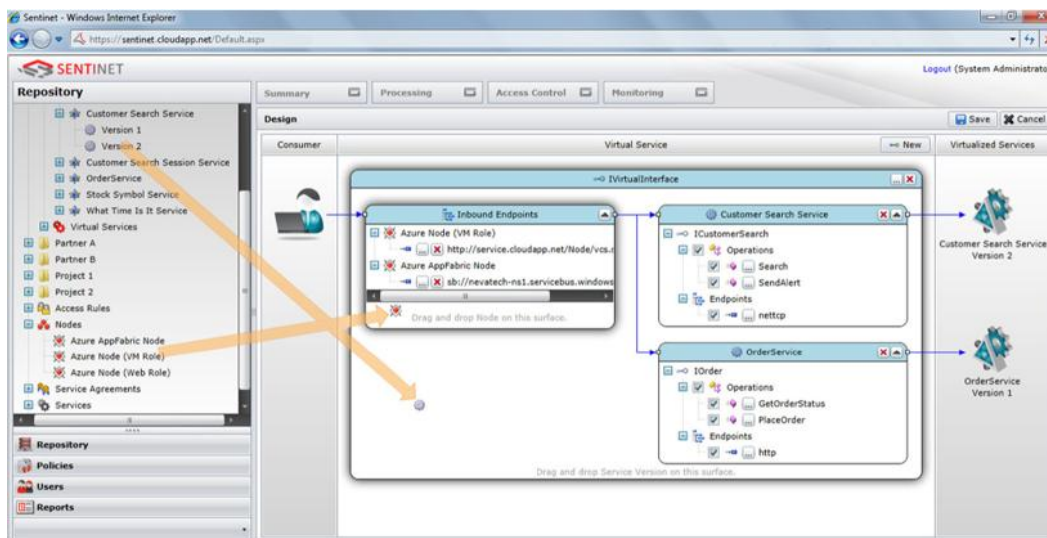 Sentinet - Windows Internet Explorer
https://sentinet.cloudapp.net/Default.aspx
SENTINET
Logout (System Administrato
Repository
Summary
Processing
Access Control
Monitoring
Customer Search Service
Version 1
Version 2
Customer Search Session Service
OrderService
Stock Symbol Service
What Time Is It Service
Virtual Services
Partner A
Partner B
Project 1
Project 2
Access Rules
Nodes
Azure AppFabric Node
Azure Node (VM Role)
Azure Node (Web Role)
Service Agreements
Services
Repository
Policies
Users
Reports
Design
Save
Cancel
Consumer
Virtual Service
New
Virtualized Services
IVirtualInterface
Inbound Endpoints
Azure Node (VM Role)
http://service.cloudapp.net/Node/vcs.s
Azure AppFabric Node
sb://nevatech-ns1.servicebus.windows
Drag and drop Node on this surface.
Customer Search Service
ICustomerSearch
Operations
Search
SendAlert
Endpoints
nettcp
OrderService
IOrder
Operations
GetOrderStatus
PlaceOrder
Endpoints
http
Drag and drop Service Version on this surface.
Customer Search Service
Version 2
OrderService
Version 1